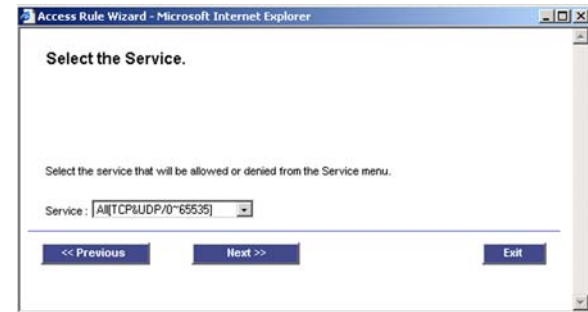 Access Rule Wizard - Microsoft Internet Explorer
Select the Service.
Select the service that will be allowed or denied from the Service menu.
Service : All[TCP&UDP/0~65535]
<< Previous Next >> Exit